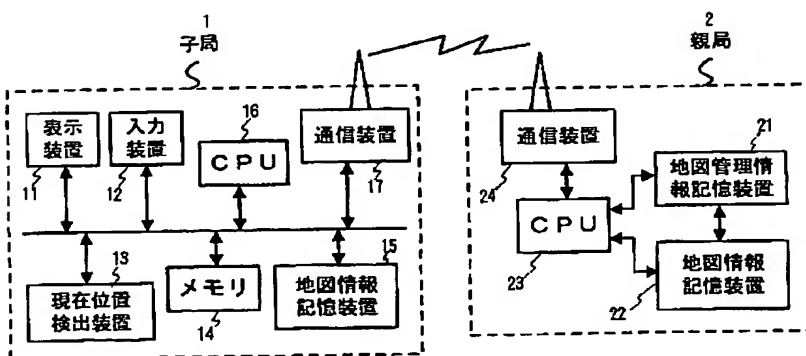 1
子局
表示
装置
11
入力
装置
12
16
CPU
通信装置
17
13
現在位置
検出装置
メモリ
14
15
地図情報
記憶装置
2
親局
通信装置
24
CPU
23
21
地図管理情
報記憶装置
地図情報
記憶装置
22